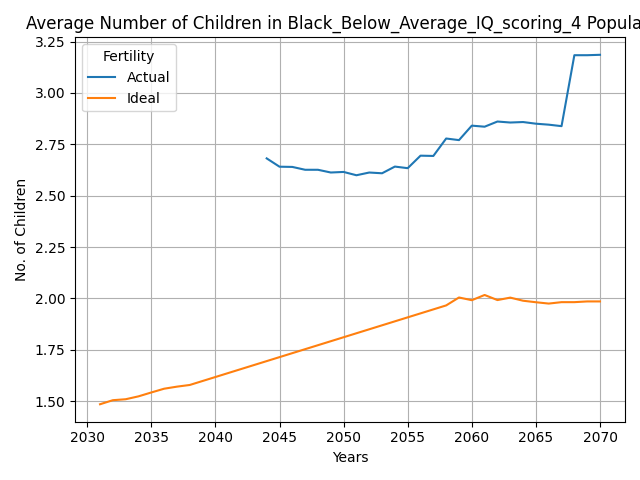 Average Number of Children in Black_Below_Average_IQ_scoring_4 Popula
Fertility
Actual
Ideal
No. of Children
3.25
3.00
2.75
2.50
2.25
2.00
1.75
1.50
2030 2035 2040 2045 2050 2055 2060 2065 2070
Years